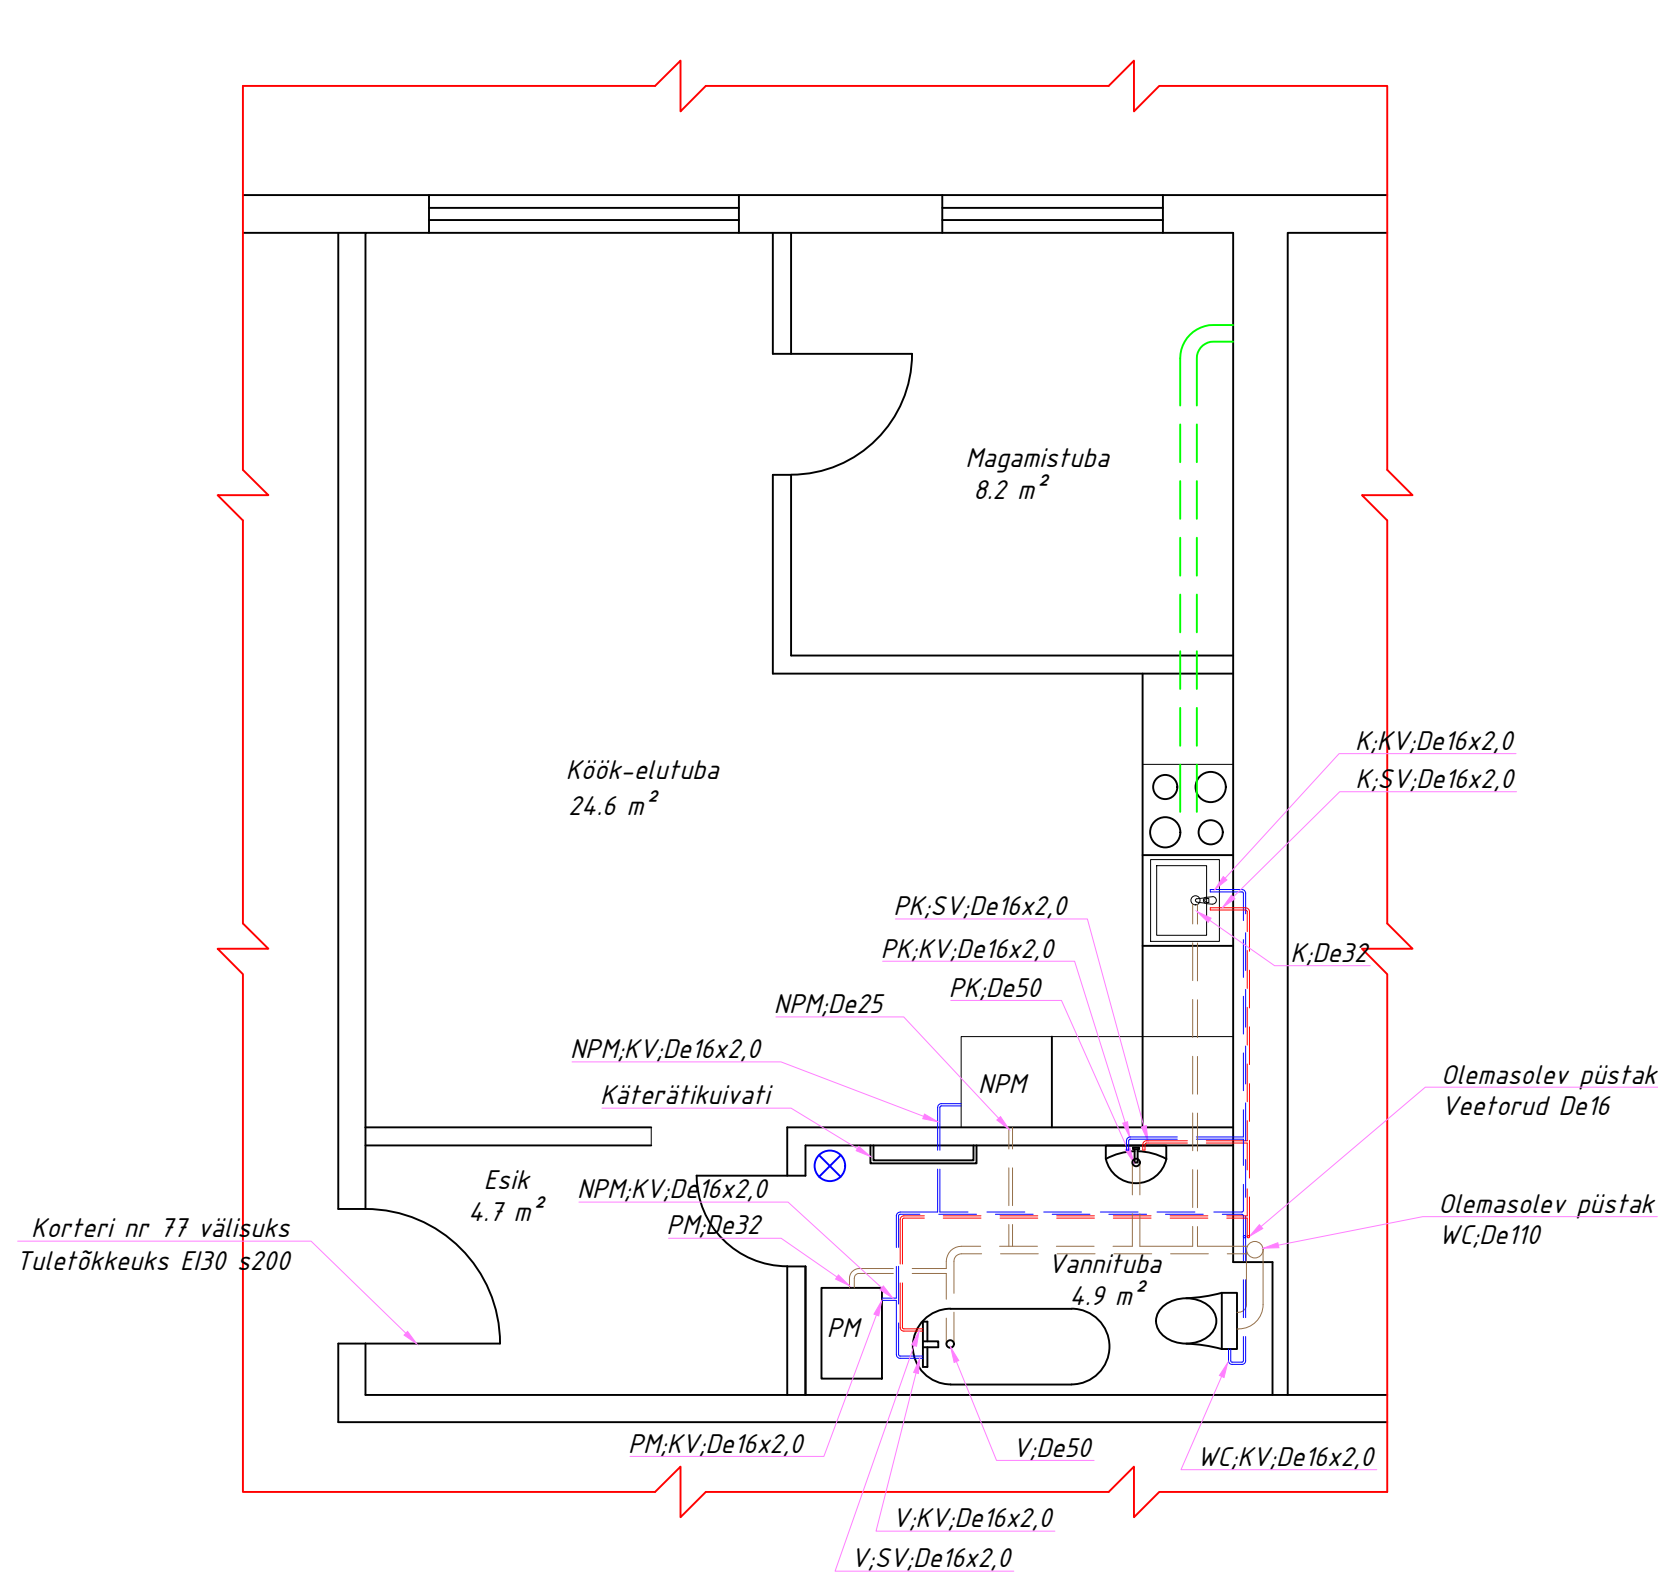 Magamistuba
8.2 m²
K;KV;De16x2,0
Köök-elutuba
24.6 m²
K;SV;De16x2,0
PK;SV;De16x2,0
PK;KV;De16x2,0
K;De32
PK;De50
NPM;De25
NPM;KV;De16x2,0
NPM
Käterätikuivati
Olemasolev püstak
Veetorud De16
Esik
4.7 m²
NPM;KV;De16x2,0
PM;De32
Korteri nr 77 välisuks
Tuletõkkeuks EI30 s200
Olemasolev püstak
WC;De110
Vannituba
4.9 m²
PM
PM;KV;De16x2,0
V;De50
WC;KV;De16x2,0
V;KV;De16x2,0
V;SV;De16x2,0